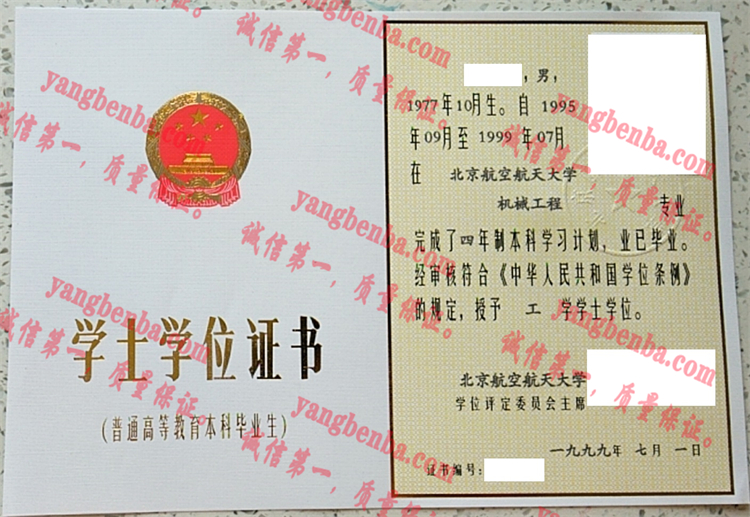 学士学位证书
(普通高等教育本科毕业生)
,男,
1977年10月生。自 1995
年09月至 1999 年07月
在 北京航空航天大学
机械工程 专业
完成了四年制本科学习计划,业已毕业。
经审核符合《中华人民共和国学位条例》
的规定,授予 工 学学士学位。
北京航空航天大学
学位评定委员会主席
一九九九年 七月 一日
证书编号:
yangbenba.com
诚信第一,质量保证。